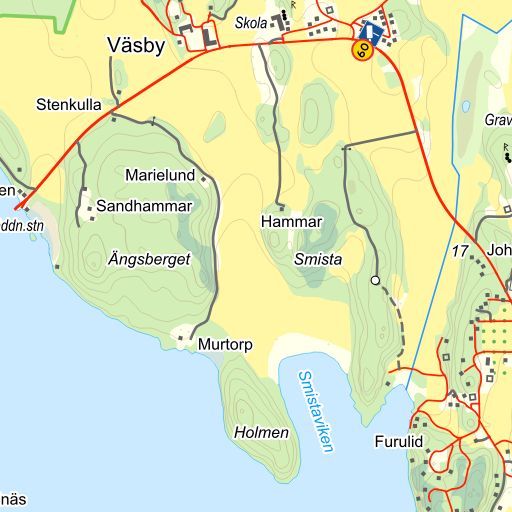 Skola
Väsby
60
Stenkulla
Grav
Marielund
en
Sandhammar
ddn.stn
Hammar
17
Joh
Ängsberget
Smista
Murtorp
Smistaviken
Holmen
Furulid
näs